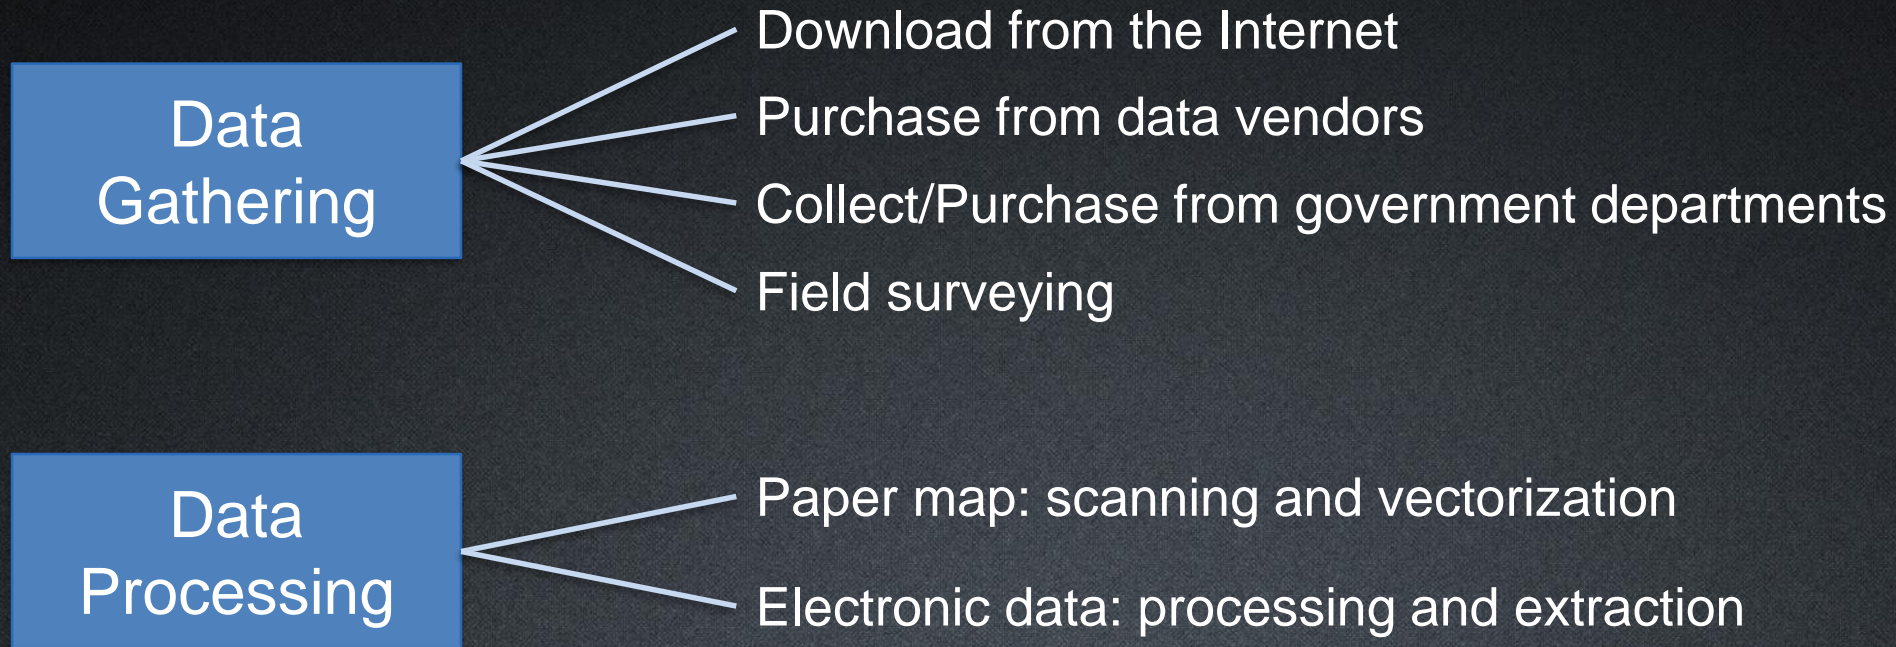 Data
Gathering
Download from the Internet
Purchase from data vendors
Collect/Purchase from government departments
Field surveying
Data
Processing
Paper map: scanning and vectorization
Electronic data: processing and extraction